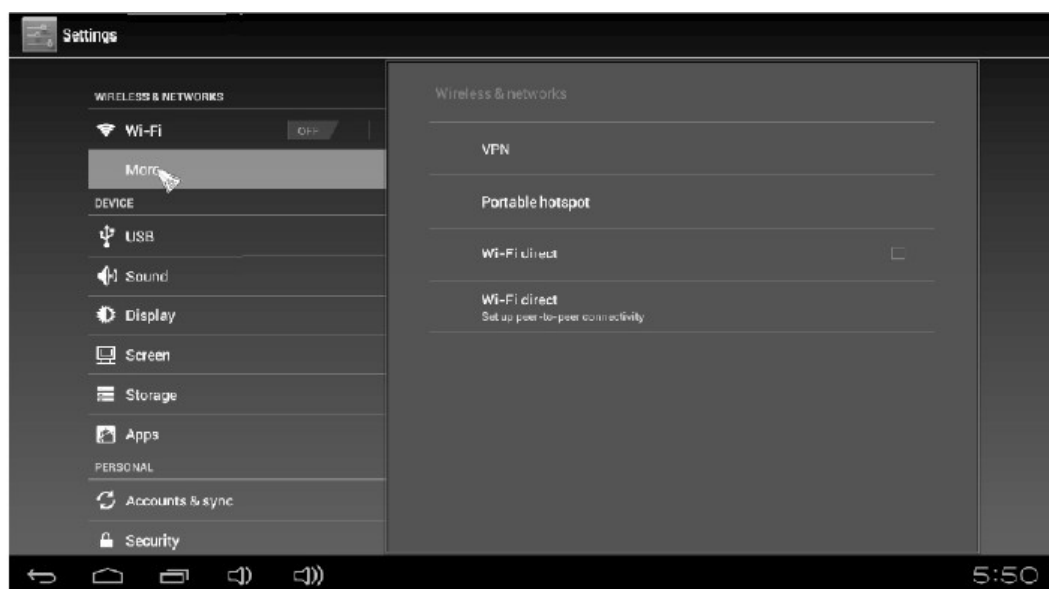 Settings
WIRELESS & NETWORKS
Wi-Fi
OFF
More
DEVICE
USB
Sound
Display
Screen
Storage
Apps
PERSONAL
Accounts & sync
Security
Wireless & networks
VPN
Portable hotspot
Wi-Fi direct
Wi-Fi direct
Set up peer-to-peer connectivity
5:50